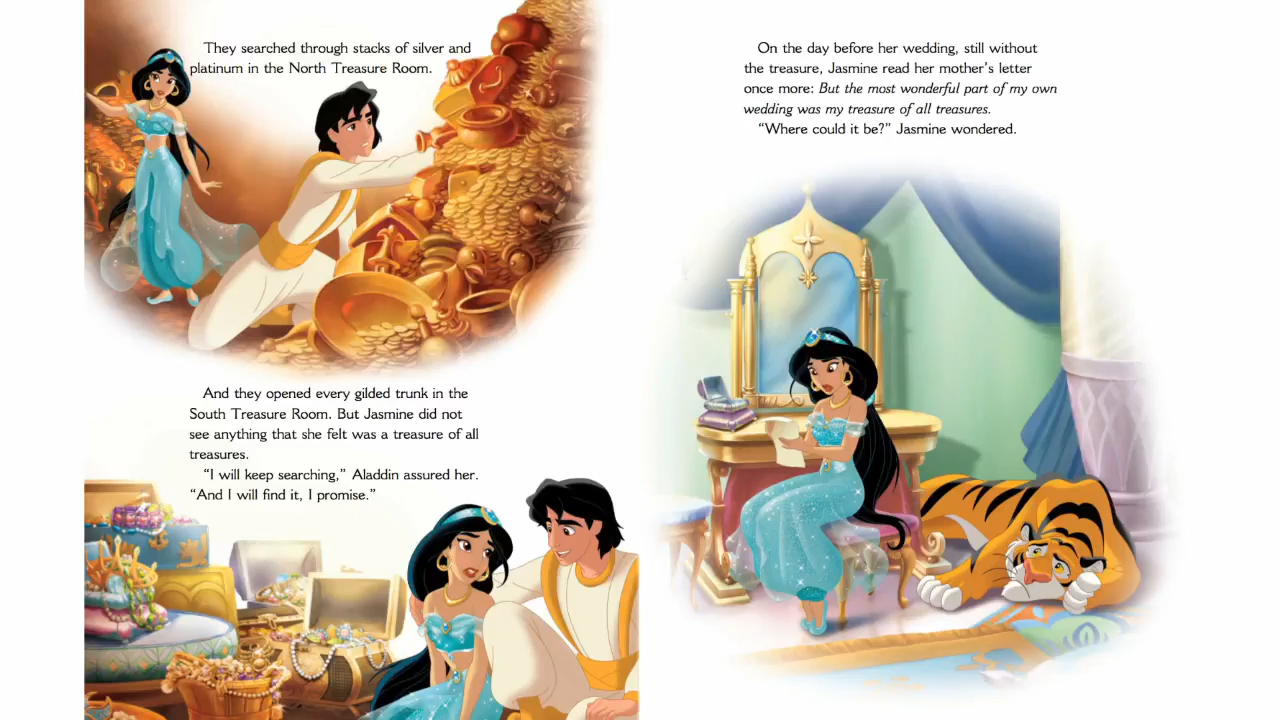 They searched through stacks of silver and
platinum in the North Treasure Room.
And they opened every gilded trunk in the
South Treasure Room. But Jasmine did not
see anything that she felt was a treasure of all
treasures.
“I will keep searching,” Aladdin assured her.
“And I will find it, I promise.”
On the day before her wedding, still without
the treasure, Jasmine read her mother’s letter
once more: But the most wonderful part of my own
wedding was my treasure of all treasures.
“Where could it be?” Jasmine wondered.